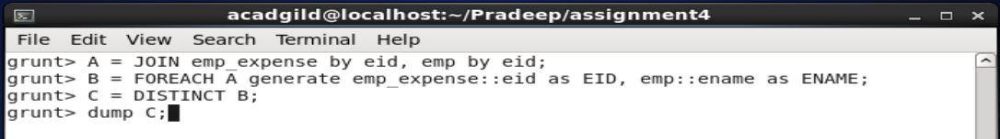 acadgild@localhost:~/Pradeep/assignment4
File Edit View Search Terminal Help
grunt> A = JOIN emp_expense by eid, emp by eid;
grunt> B = FOREACH A generate emp_expense::eid as EID, emp::ename as ENAME;
grunt> C = DISTINCT B;
grunt> dump C;